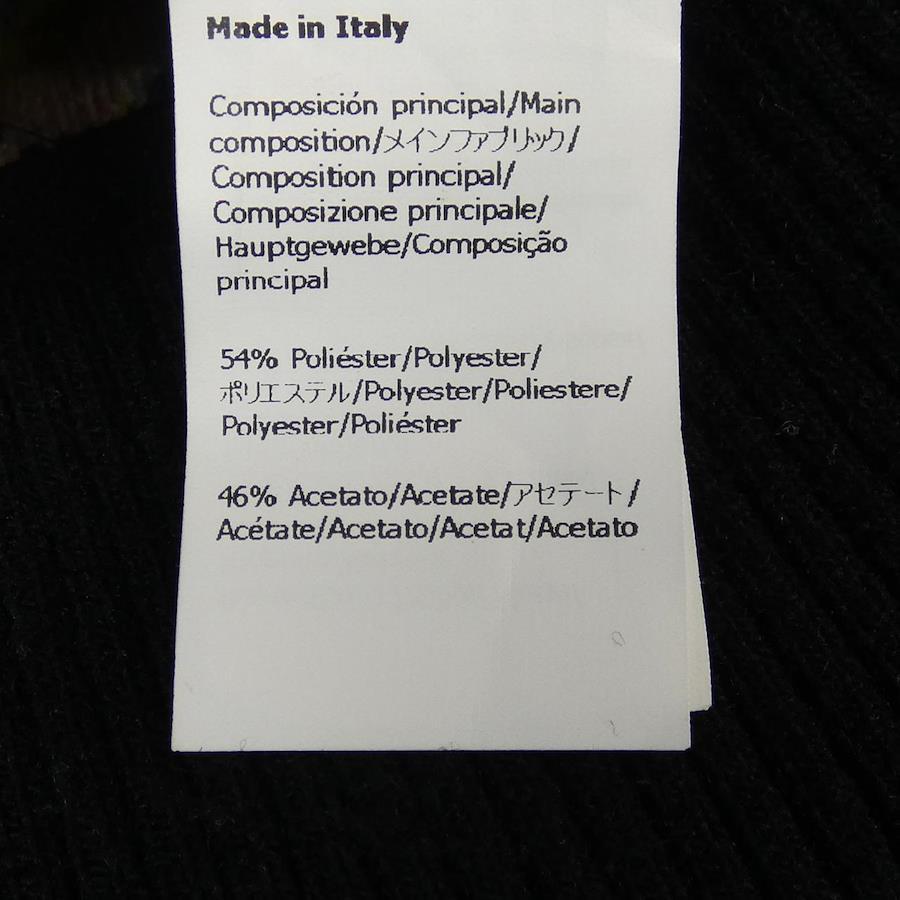 Made in Italy
Composición principal/Main
composition/メインファブリック/
Composition principal/
Composizione principale/
Hauptgewebe/Composição
principal
54% Poliéster/Polyester/
ポリエステル/Polyester/Poliestere/
Polyester/Poliéster
46% Acetato/Acetate/アセテート/
Acétate/Acetato/Acetat/Acetato